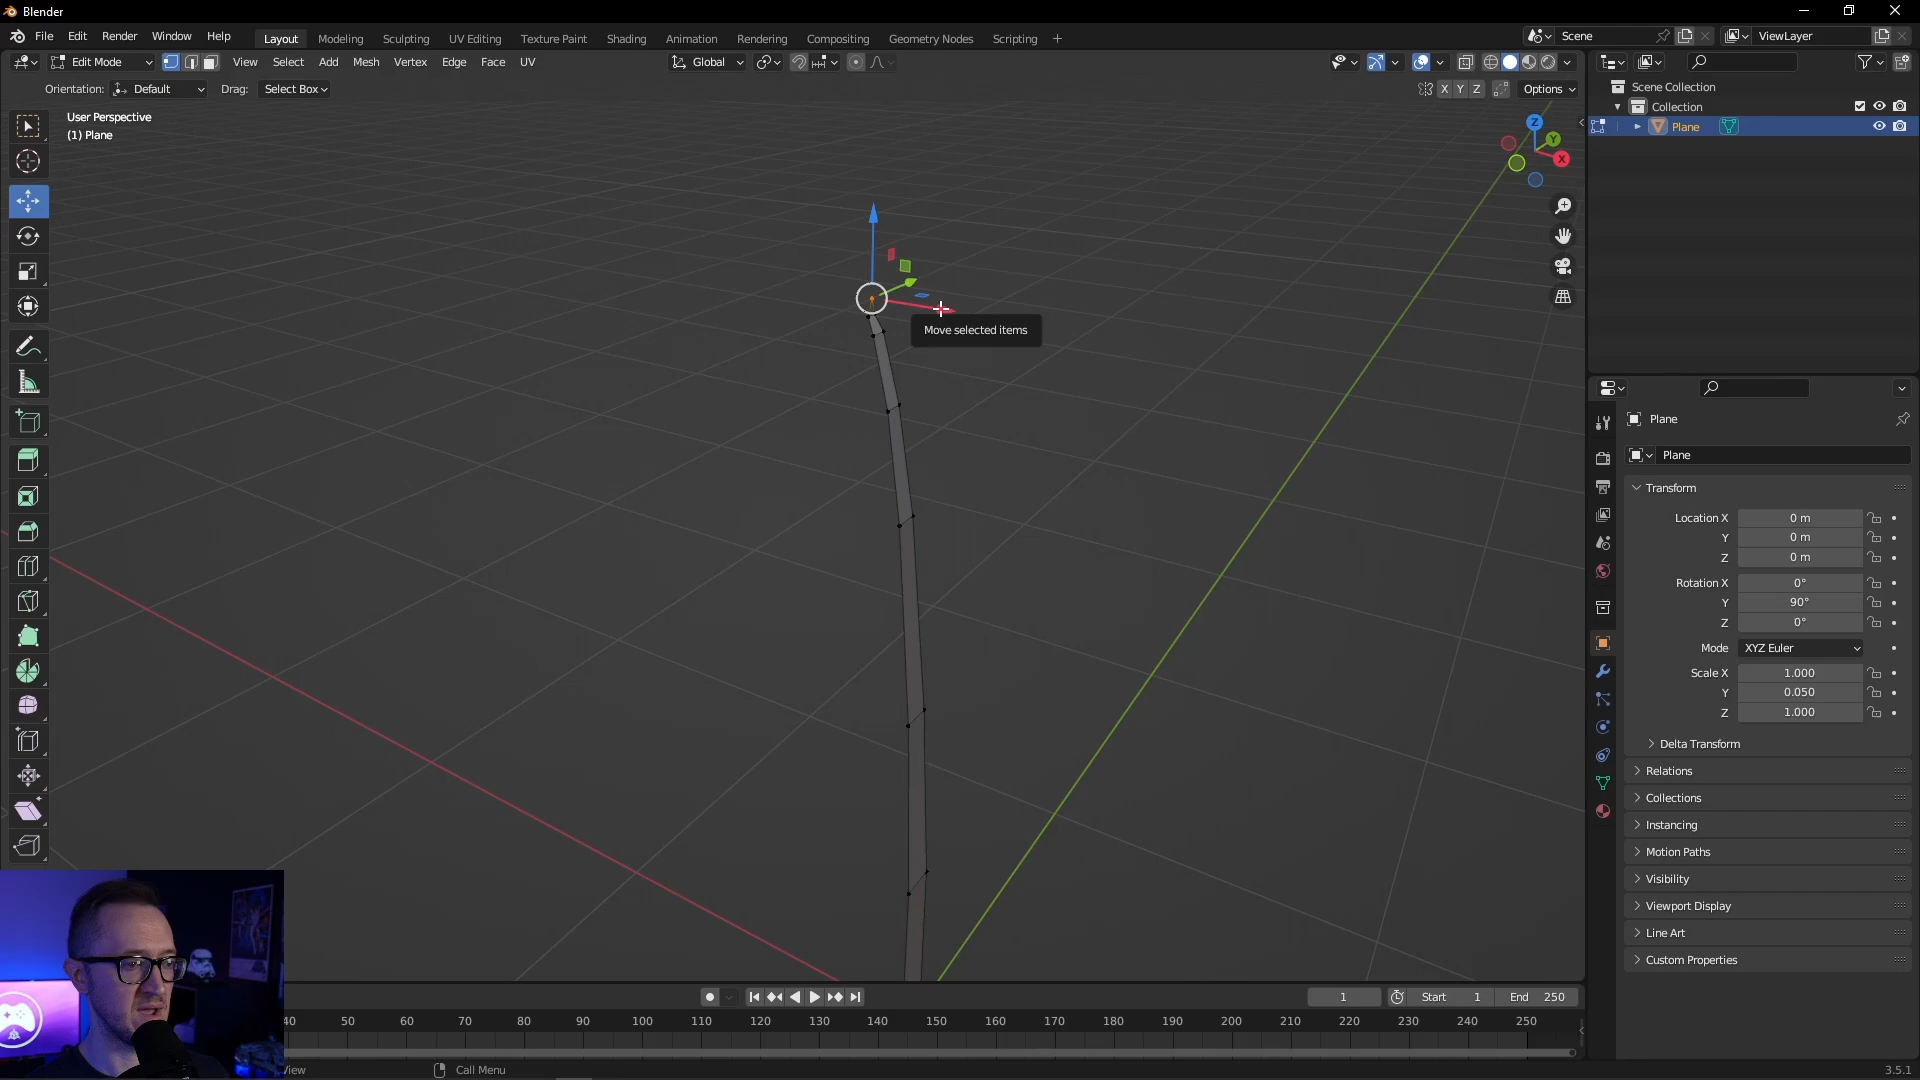 Blender
File Edit Render Window Help
Layout Modeling Sculpting UV Editing Texture Paint Shading Animation Rendering Compositing Geometry Nodes Scripting +
Scene
ViewLayer
Edit Mode
View Select Add Mesh Vertex Edge Face UV
Global
Orientation: Default Drag: Select Box
X Y Z Options
User Perspective
(1) Plane
Z
Y
X
Move selected items
Scene Collection
Collection
Plane
Plane
Plane
Transform
Location X 0 m
Y 0 m
Z 0 m
Rotation X 0°
Y 90°
Z 0°
Mode XYZ Euler
Scale X 1.000
Y 0.050
Z 1.000
Delta Transform
Relations
Collections
Instancing
Motion Paths
Visibility
Viewport Display
Line Art
Custom Properties
1 Start 1 End 250
40 50 60 70 80 90 100 110 120 130 140 150 160 170 180 190 200 210 220 230 240 250
View Call Menu
3.5.1